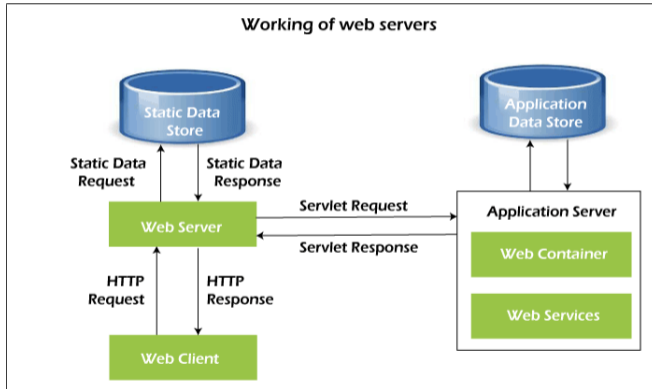 Working of web servers
Static Data
Store
Application
Data Store
Static Data
Request
Static Data
Response
Servlet Request
Servlet Response
Web Server
Application Server
Web Container
Web Services
HTTP
Request
HTTP
Response
Web Client